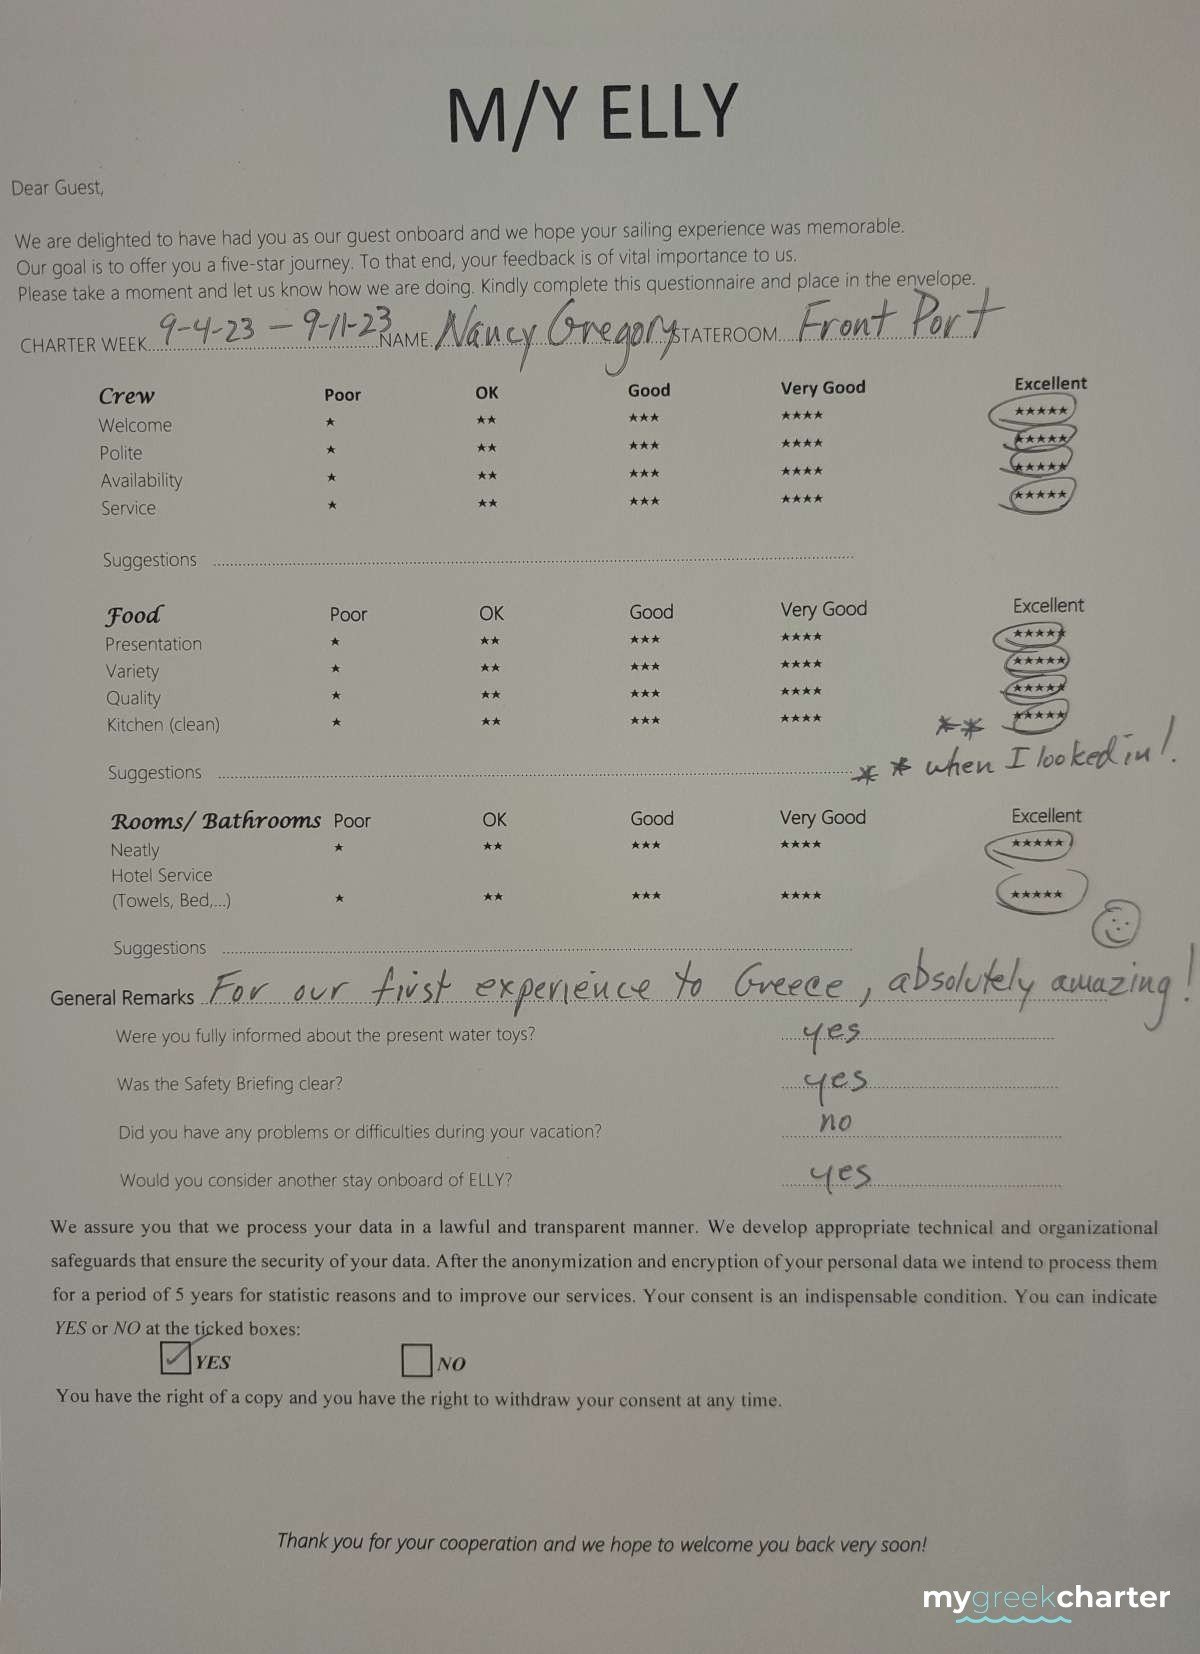 M/Y ELLY
Dear Guest,
We are delighted to have had you as our guest onboard and we hope your sailing experience was memorable.
Our goal is to offer you a five-star journey. To that end, your feedback is of vital importance to us.
Please take a moment and let us know how we are doing. Kindly complete this questionnaire and place in the envelope.
CHARTER WEEK 9-4-23 – 9-11-23 NAME Nancy Gregory STATEROOM Front Port
Crew Poor OK Good Very Good Excellent
Welcome ★ ★★ ★★★ ★★★★ ★★★★★
Polite ★ ★★ ★★★ ★★★★ ★★★★★
Availability ★ ★★ ★★★ ★★★★ ★★★★★
Service ★ ★★ ★★★ ★★★★ ★★★★★
Suggestions
Food Poor OK Good Very Good Excellent
Presentation ★ ★★ ★★★ ★★★★ ★★★★★
Variety ★ ★★ ★★★ ★★★★ ★★★★★
Quality ★ ★★ ★★★ ★★★★ ★★★★★
Kitchen (clean) ★ ★★ ★★★ ★★★★ ** ★★★★★
Suggestions ** when I looked in!
Rooms/ Bathrooms Poor OK Good Very Good Excellent
Neatly ★ ★★ ★★★ ★★★★ ★★★★★
Hotel Service
(Towels, Bed,...) ★ ★★ ★★★ ★★★★ ★★★★★
Suggestions
General Remarks For our first experience to Greece, absolutely amazing!
Were you fully informed about the present water toys? yes
Was the Safety Briefing clear? yes
Did you have any problems or difficulties during your vacation? no
Would you consider another stay onboard of ELLY? yes
We assure you that we process your data in a lawful and transparent manner. We develop appropriate technical and organizational
safeguards that ensure the security of your data. After the anonymization and encryption of your personal data we intend to process them
for a period of 5 years for statistic reasons and to improve our services. Your consent is an indispensable condition. You can indicate
YES or NO at the ticked boxes:
YES NO
You have the right of a copy and you have the right to withdraw your consent at any time.
Thank you for your cooperation and we hope to welcome you back very soon!
mygreekcharter